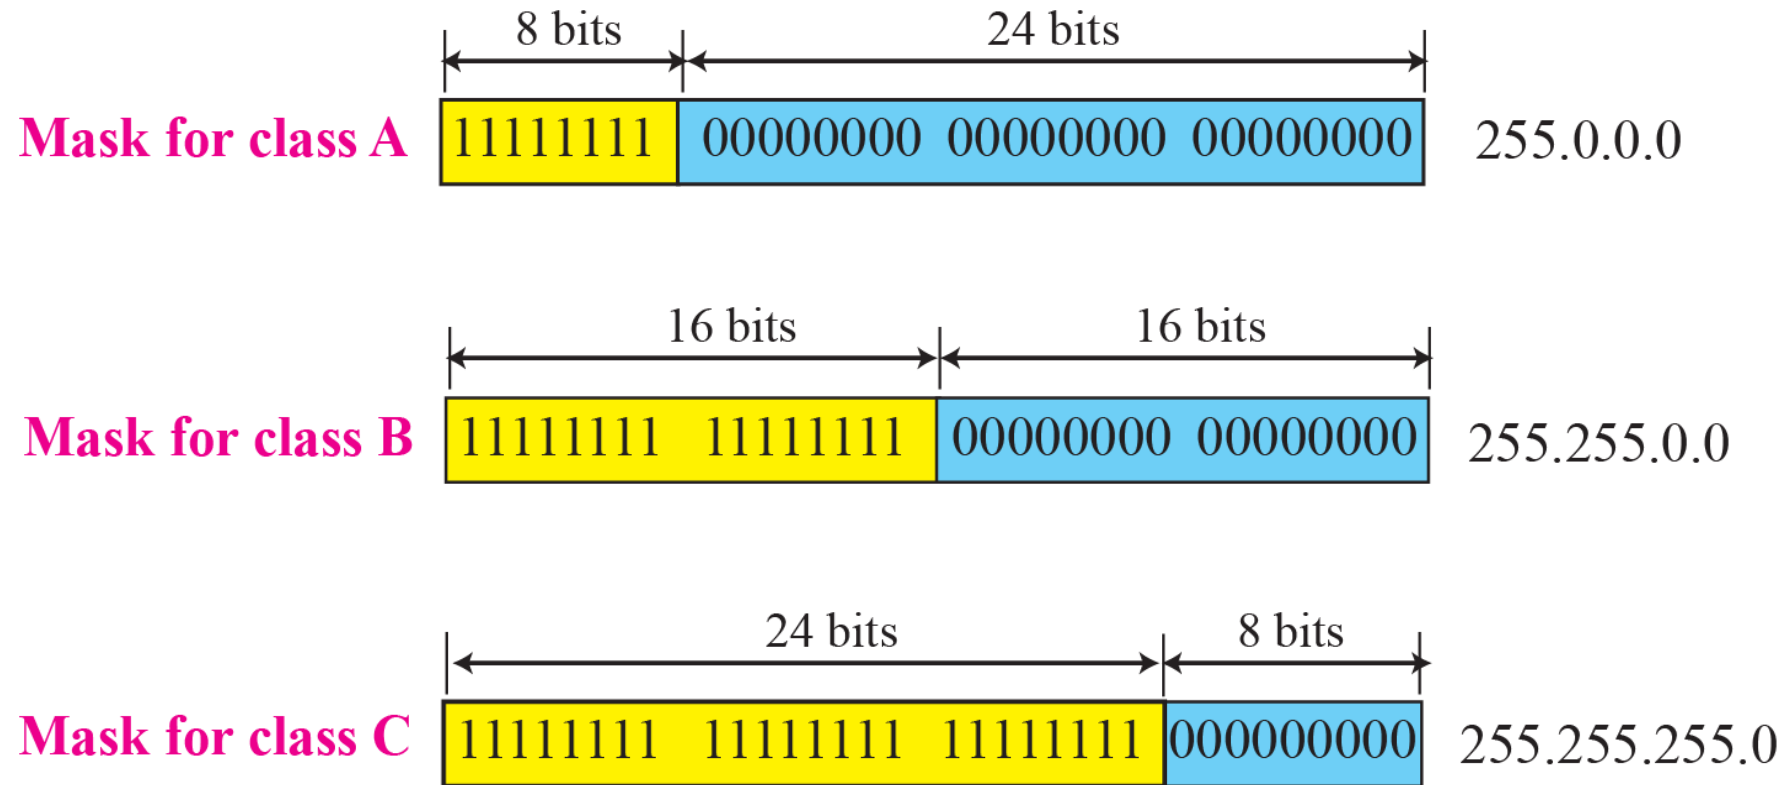 8 bits 24 bits
Mask for class A 11111111 00000000 00000000 00000000 255.0.0.0
16 bits 16 bits
Mask for class B 11111111 11111111 00000000 00000000 255.255.0.0
24 bits 8 bits
Mask for class C 11111111 11111111 11111111 000000000 255.255.255.0